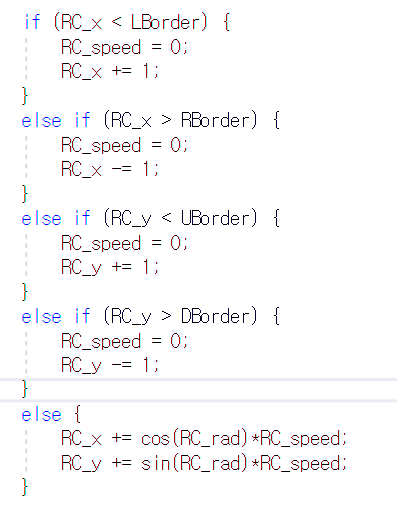 if (RC_x < LBorder) {
RC_speed = 0;
RC_x += 1;
}
else if (RC_x > RBorder) {
RC_speed = 0;
RC_x -= 1;
}
else if (RC_y < UBorder) {
RC_speed = 0;
RC_y += 1;
}
else if (RC_y > DBorder) {
RC_speed = 0;
RC_y -= 1;
}
else {
RC_x += cos(RC_rad)*RC_speed;
RC_y += sin(RC_rad)*RC_speed;
}